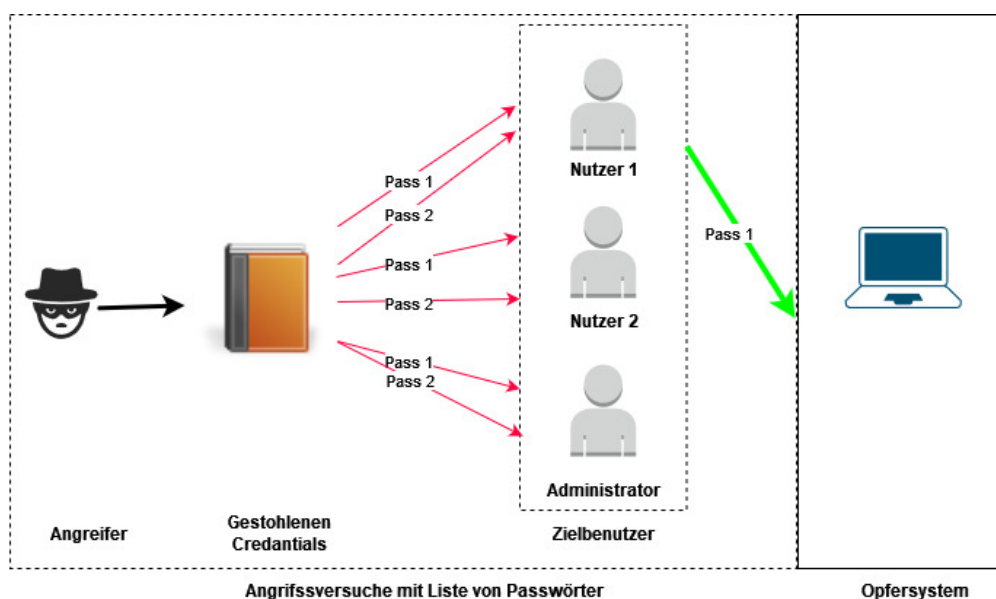 Pass 1
Nutzer 1
Pass 2
Pass 1
Pass 1
Pass 2
Nutzer 2
Pass 1
Pass 2
Administrator
Angreifer
Gestohlenen
Credantials
Zielbenutzer
Angrifssversuche mit Liste von Passwörter
Opfersystem